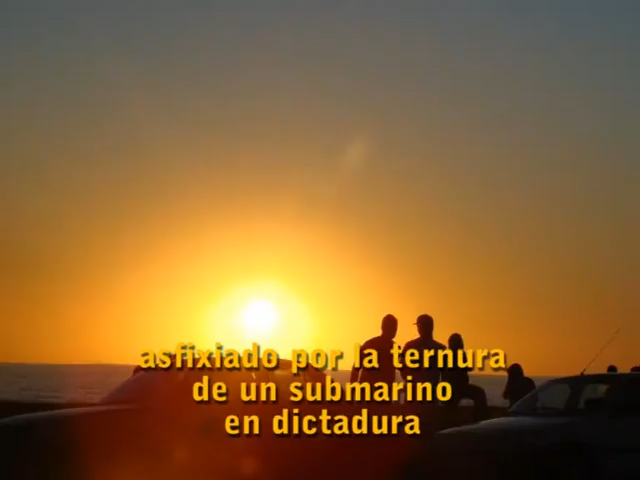 asfixiado por la ternura
de un submarino
en dictadura